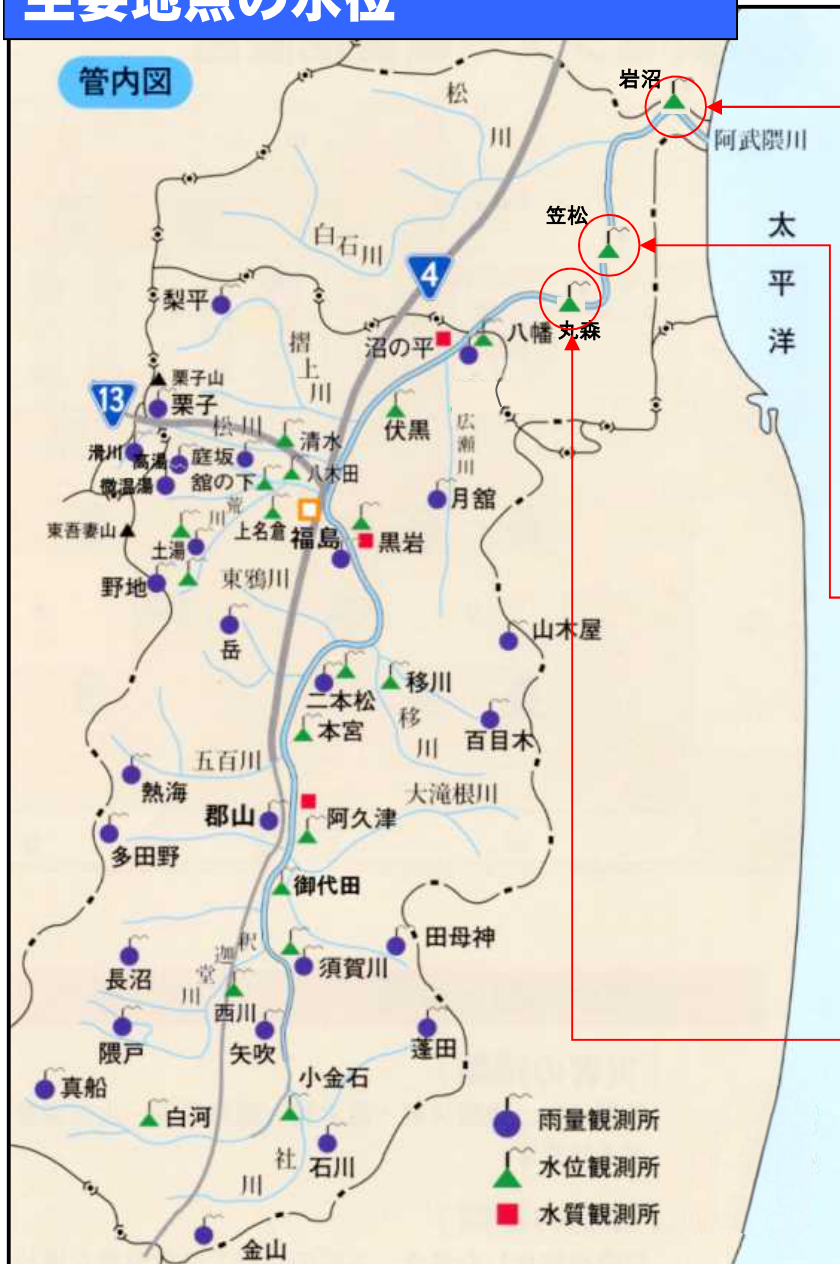 主要地点の水位
管内図
岩沼
松川
阿武隈川
笠松
太平洋
白石川
4
梨平
沼の平
八幡
丸森
摺上川
栗子山
13
栗子
松川
清水
伏黒
広瀬川
滑川
高湯
庭坂
微温湯
舘の下
八木田
月舘
荒川
上名倉
福島
黒岩
東吾妻山
土湯
野地
東鴉川
岳
山木屋
二本松
移川
移川
本宮
百目木
五百川
熱海
大滝根川
郡山
阿久津
多田野
御代田
釈迦堂川
田母神
長沼
須賀川
西川
隈戸
矢吹
蓬田
真船
小金石
白河
雨量観測所
社川
石川
水位観測所
水質観測所
金山